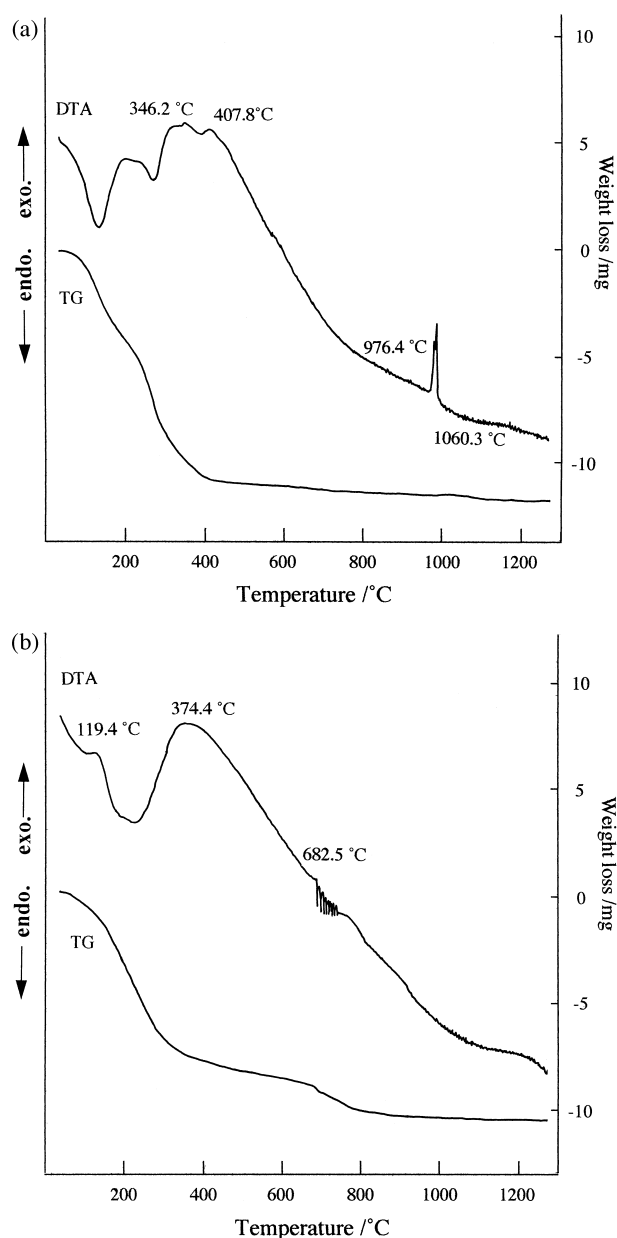 (a)
10
DTA
346.2 °C
407.8°C
5
exo.
endo.
0
Weight loss /mg
TG
976.4 °C
-5
1060.3 °C
-10
200 400 600 800 1000 1200
Temperature /°C
(b)
DTA
10
119.4 °C
374.4 °C
5
exo.
endo.
682.5 °C
0
Weight loss /mg
TG
-5
-10
200 400 600 800 1000 1200
Temperature /°C